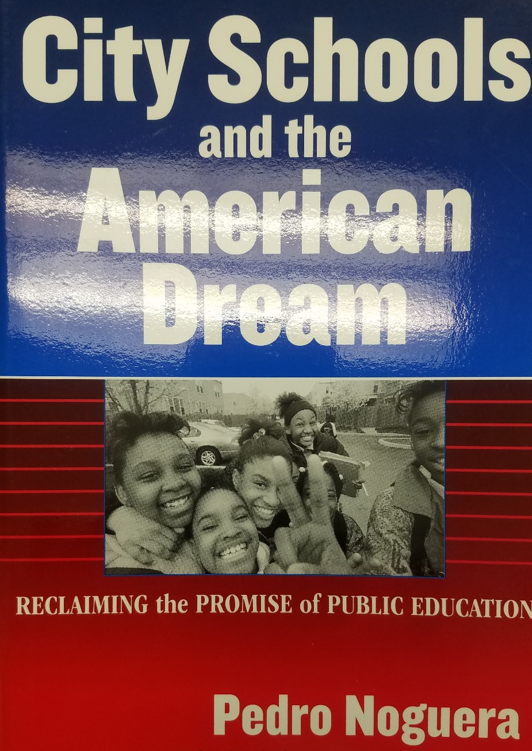 City Schools
and the
American
Dream
RECLAIMING the PROMISE of PUBLIC EDUCATION
Pedro Noguera